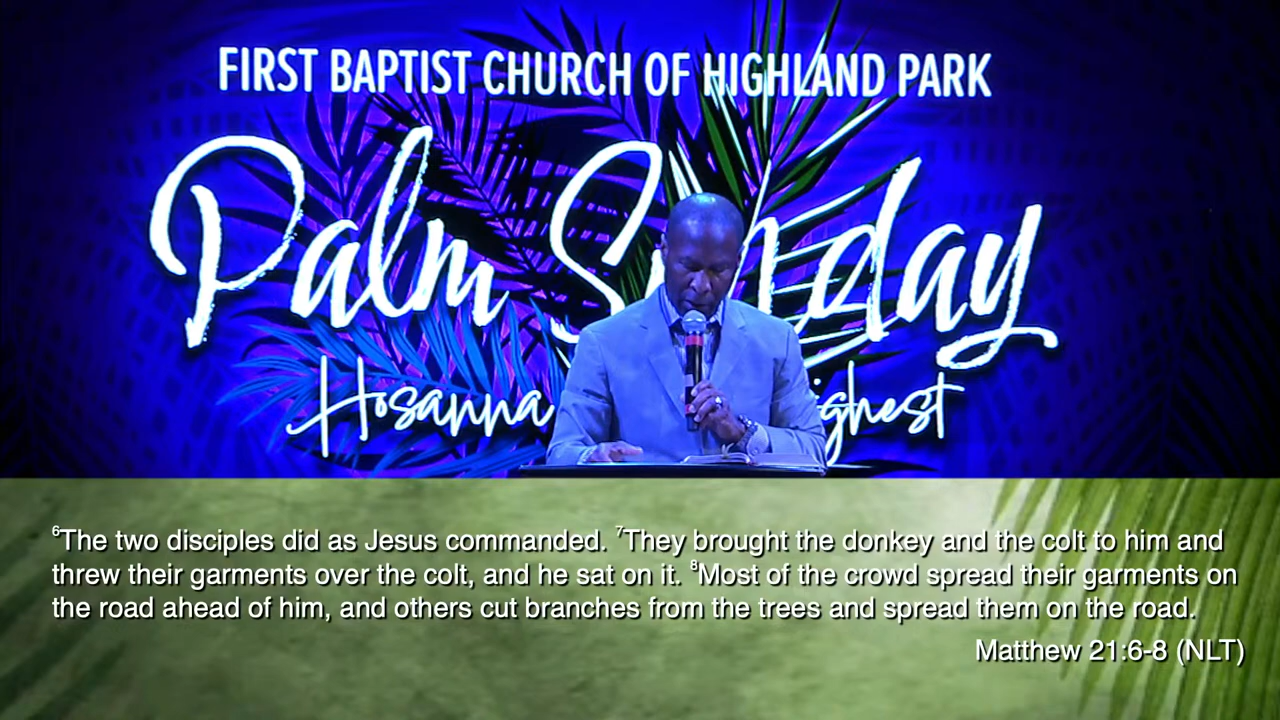 FIRST BAPTIST CHURCH OF HIGHLAND PARK
Palm Sunday
Hosanna
⁶The two disciples did as Jesus commanded. ⁷They brought the donkey and the colt to him and
threw their garments over the colt, and he sat on it. ⁸Most of the crowd spread their garments on
the road ahead of him, and others cut branches from the trees and spread them on the road.
Matthew 21:6-8 (NLT)